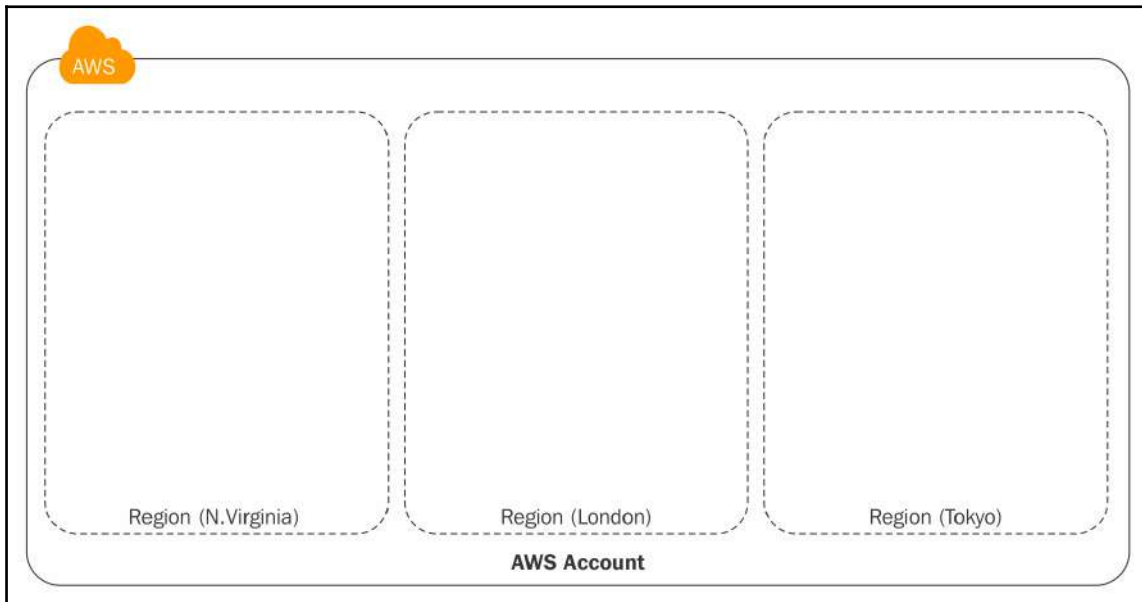 AWS
Region (N.Virginia)
Region (London)
Region (Tokyo)
AWS Account